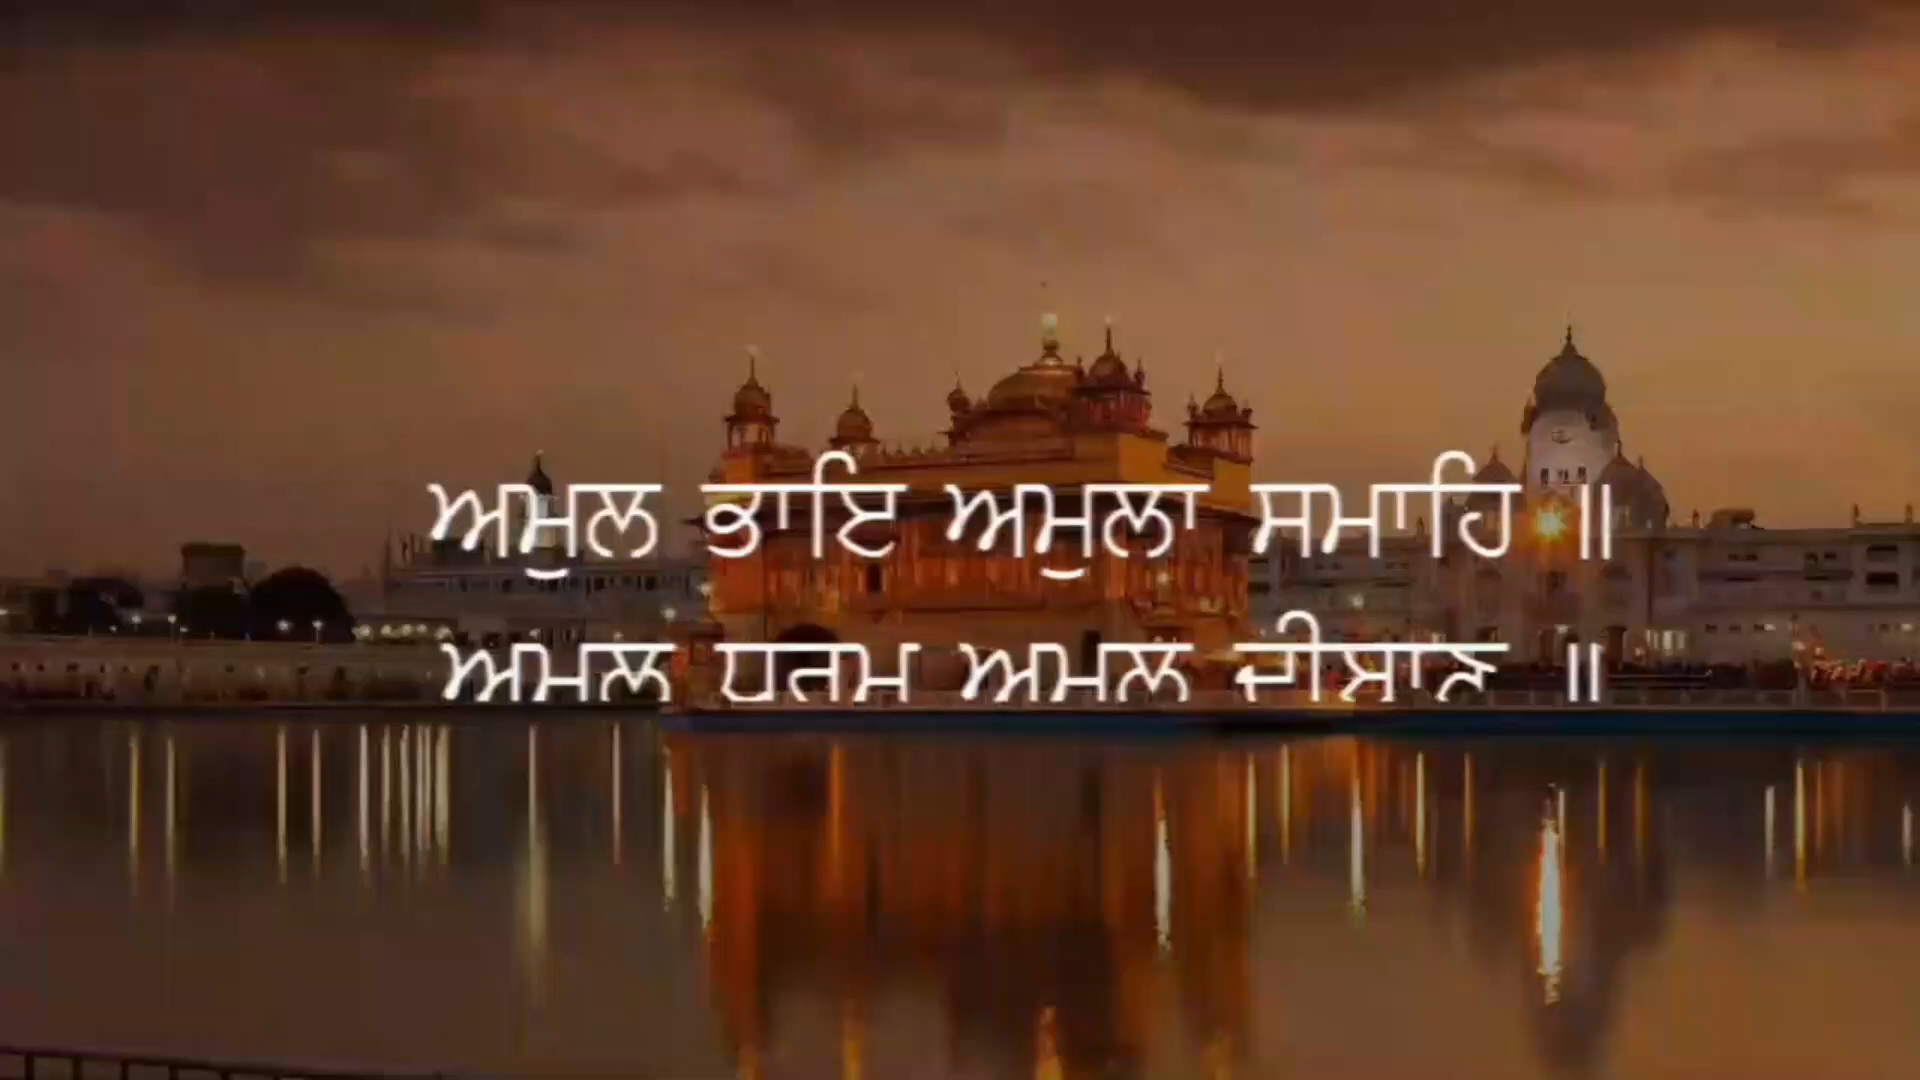 ਅਮੁਲ ਭਾਇ ਅਮੁਲਾ ਸਮਾਹਿ ॥
ਅਮੁਲ ਧਰਮ ਅਮੁਲ ਦੀਬਾਣ ॥